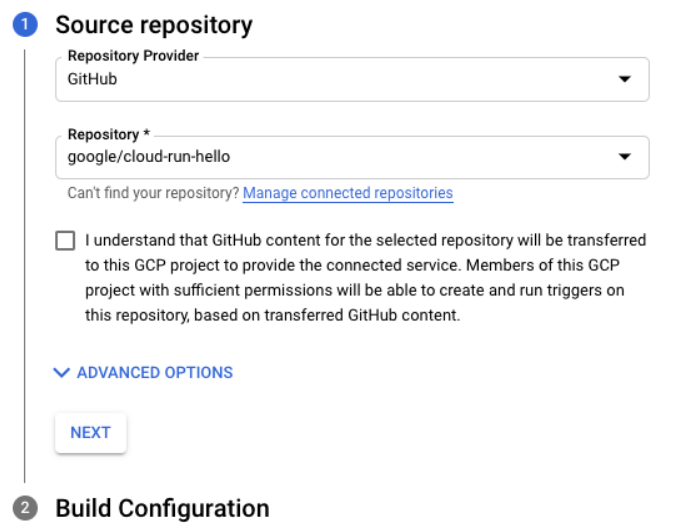 1 Source repository
Repository Provider
GitHub
Repository *
google/cloud-run-hello
Can't find your repository? Manage connected repositories
I understand that GitHub content for the selected repository will be transferred
to this GCP project to provide the connected service. Members of this GCP
project with sufficient permissions will be able to create and run triggers on
this repository, based on transferred GitHub content.
ADVANCED OPTIONS
NEXT
2 Build Configuration